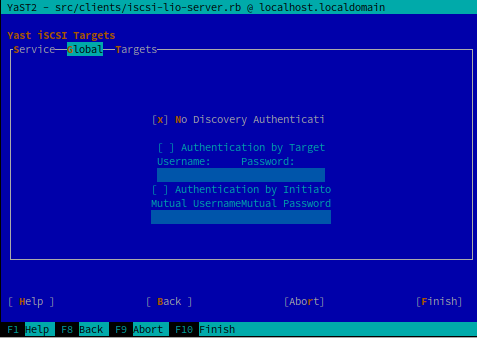 YaST2 - src/clients/iscsi-lio-server.rb @ localhost.localdomain
Yast iSCSI Targets
Service Global Targets
[x] No Discovery Authenticati
[ ] Authentication by Target
Username: Password:
[ ] Authentication by Initiato
Mutual UsernameMutual Password
[ Help ] [ Back ] [Abort] [Finish]
F1 Help F8 Back F9 Abort F10 Finish